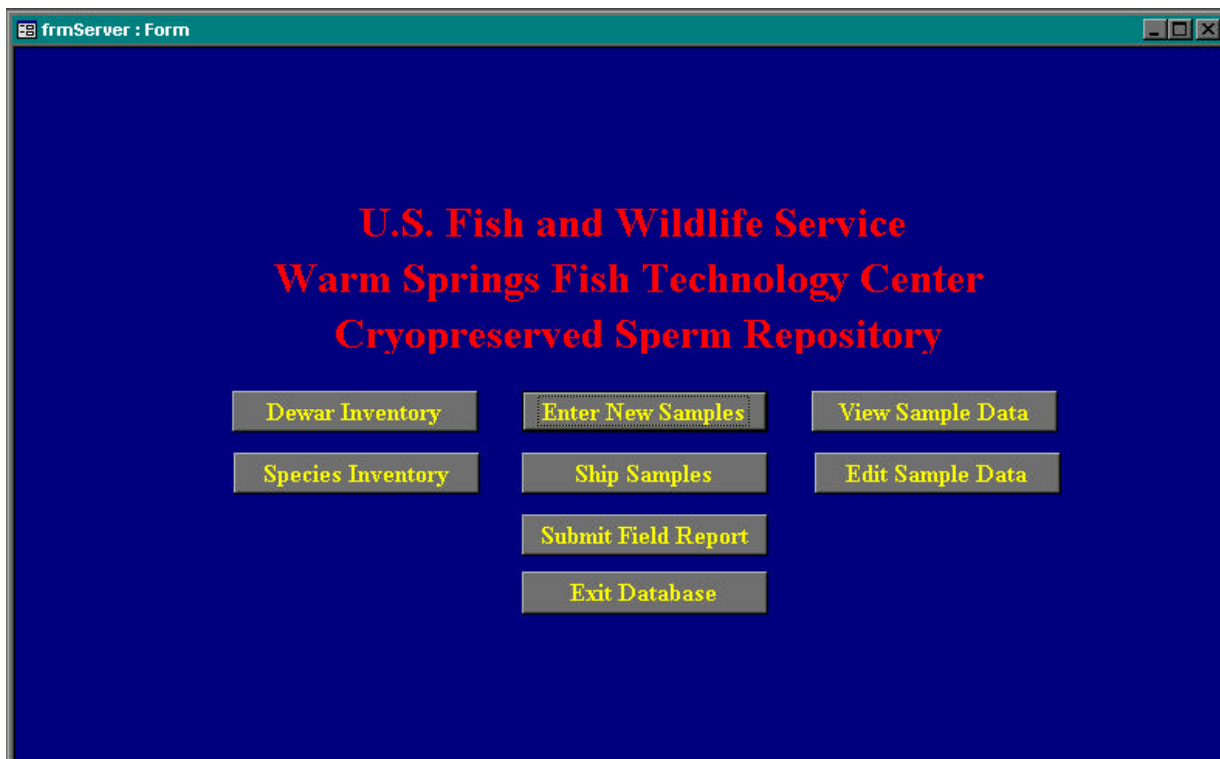 frmServer : Form
U.S. Fish and Wildlife Service
Warm Springs Fish Technology Center
Cryopreserved Sperm Repository
Dewar Inventory
Enter New Samples
View Sample Data
Species Inventory
Ship Samples
Edit Sample Data
Submit Field Report
Exit Database